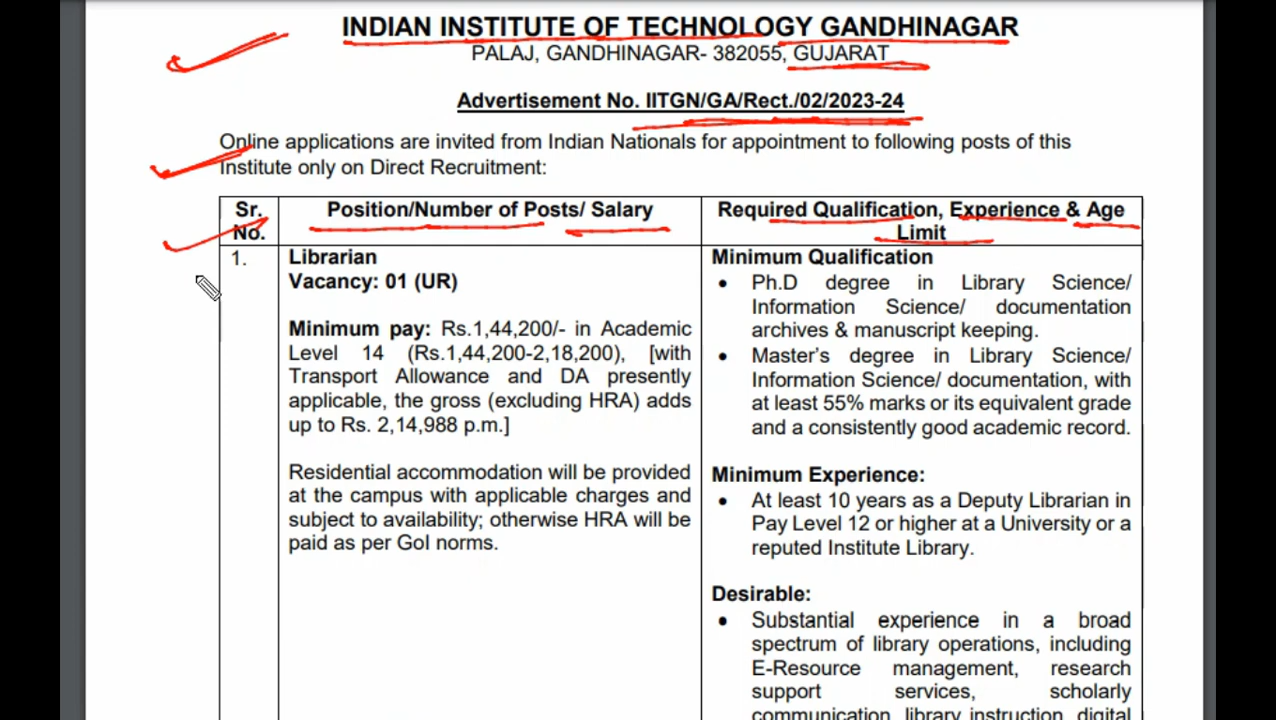 INDIAN INSTITUTE OF TECHNOLOGY GANDHINAGAR
PALAJ, GANDHINAGAR- 382055, GUJARAT
Advertisement No. IITGN/GA/Rect./02/2023-24
Online applications are invited from Indian Nationals for appointment to following posts of this
Institute only on Direct Recruitment:
Sr.
No.
Position/Number of Posts/ Salary
Required Qualification, Experience & Age
Limit
1.
Librarian
Vacancy: 01 (UR)
Minimum pay: Rs.1,44,200/- in Academic
Level 14 (Rs.1,44,200-2,18,200), [with
Transport Allowance and DA presently
applicable, the gross (excluding HRA) adds
up to Rs. 2,14,988 p.m.]
Residential accommodation will be provided
at the campus with applicable charges and
subject to availability; otherwise HRA will be
paid as per GoI norms.
Minimum Qualification
• Ph.D degree in Library Science/
Information Science/ documentation
archives & manuscript keeping.
• Master's degree in Library Science/
Information Science/ documentation, with
at least 55% marks or its equivalent grade
and a consistently good academic record.
Minimum Experience:
• At least 10 years as a Deputy Librarian in
Pay Level 12 or higher at a University or a
reputed Institute Library.
Desirable:
• Substantial experience in a broad
spectrum of library operations, including
E-Resource management, research
support services, scholarly
communication, library instruction, digital